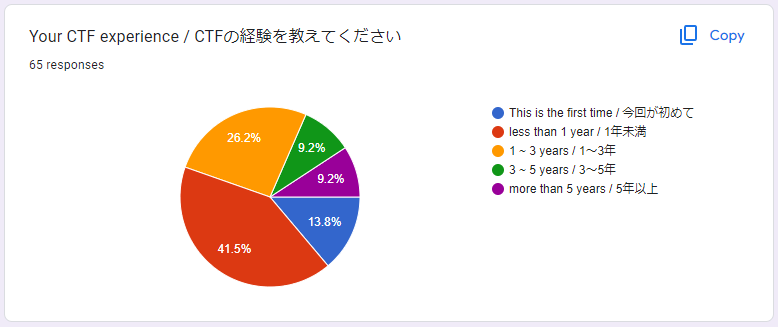 Your CTF experience / CTFの経験を教えてください
Copy
65 responses
26.2%
9.2%
9.2%
13.8%
41.5%
This is the first time / 今回が初めて
less than 1 year / 1年未満
1 ~ 3 years / 1～3年
3 ~ 5 years / 3～5年
more than 5 years / 5年以上